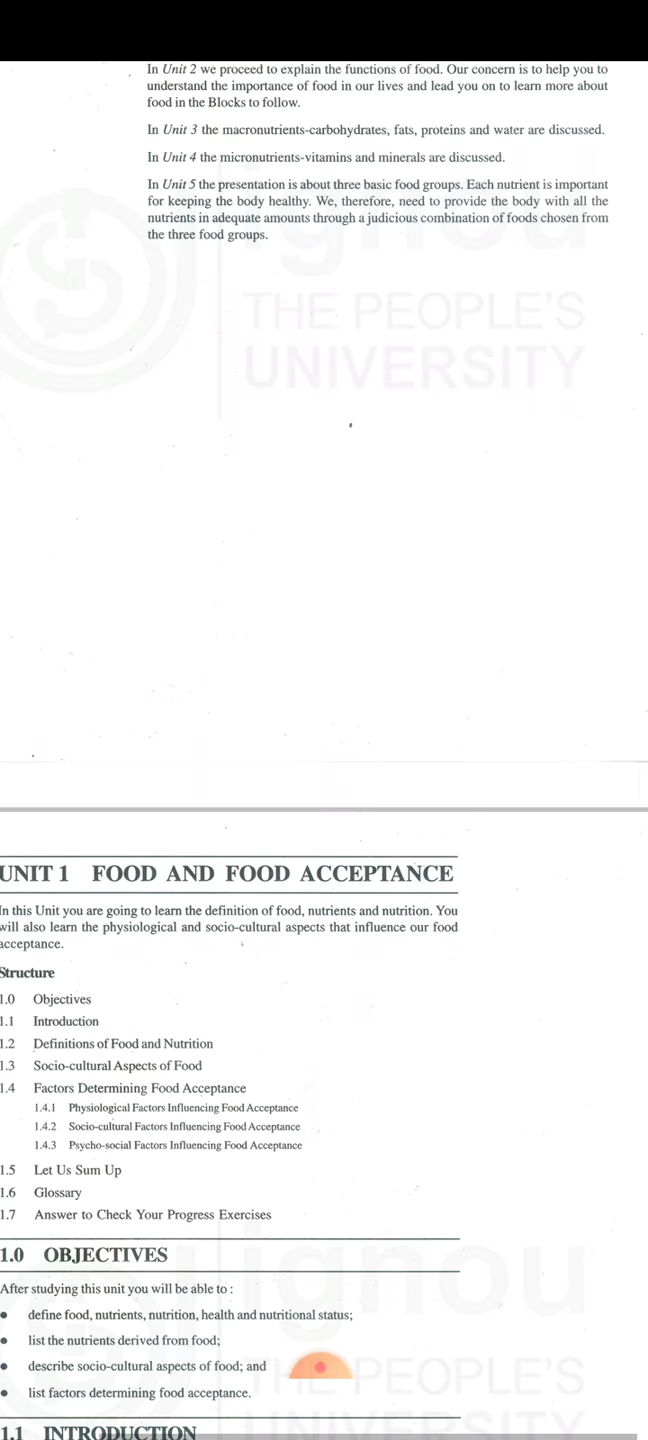 In Unit 2 we proceed to explain the functions of food. Our concern is to help you to
understand the importance of food in our lives and lead you on to learn more about
food in the Blocks to follow.
In Unit 3 the macronutrients-carbohydrates, fats, proteins and water are discussed.
In Unit 4 the micronutrients-vitamins and minerals are discussed.
In Unit 5 the presentation is about three basic food groups. Each nutrient is important
for keeping the body healthy. We, therefore, need to provide the body with all the
nutrients in adequate amounts through a judicious combination of foods chosen from
the three food groups.
ignou
THE PEOPLE'S
UNIVERSITY
UNIT 1 FOOD AND FOOD ACCEPTANCE
In this Unit you are going to learn the definition of food, nutrients and nutrition. You
will also learn the physiological and socio-cultural aspects that influence our food
acceptance.
Structure
1.0 Objectives
1.1 Introduction
1.2 Definitions of Food and Nutrition
1.3 Socio-cultural Aspects of Food
1.4 Factors Determining Food Acceptance
1.4.1 Physiological Factors Influencing Food Acceptance
1.4.2 Socio-cultural Factors Influencing Food Acceptance
1.4.3 Psycho-social Factors Influencing Food Acceptance
1.5 Let Us Sum Up
1.6 Glossary
1.7 Answer to Check Your Progress Exercises
1.0 OBJECTIVES
After studying this unit you will be able to :
• define food, nutrients, nutrition, health and nutritional status;
• list the nutrients derived from food;
• describe socio-cultural aspects of food; and
• list factors determining food acceptance.
ignou
THE PEOPLE'S
UNIVERSITY
1.1 INTRODUCTION